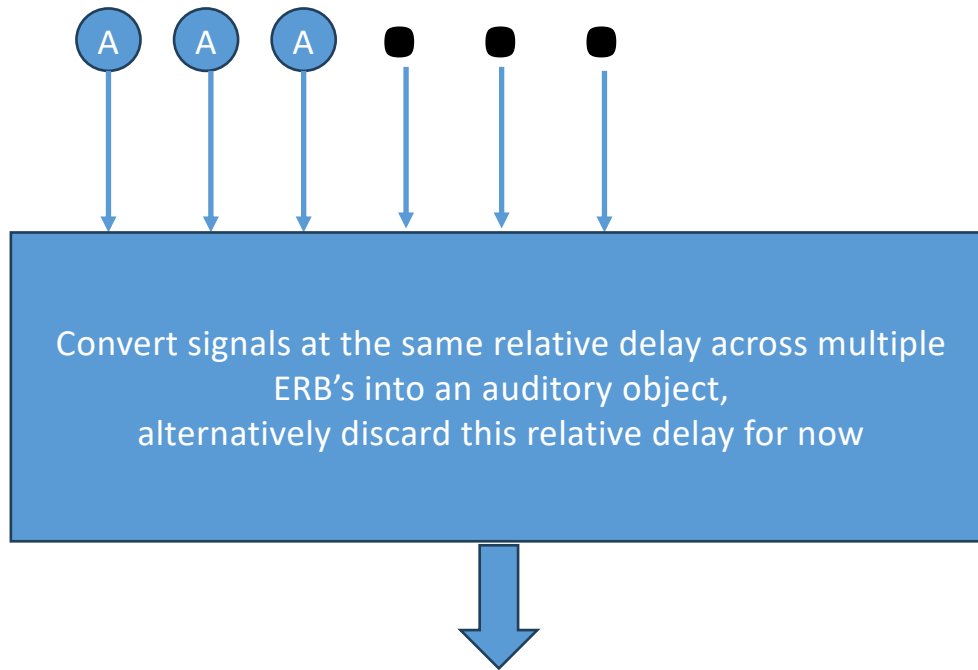 A A A
Convert signals at the same relative delay across multiple
ERB's into an auditory object,
alternatively discard this relative delay for now